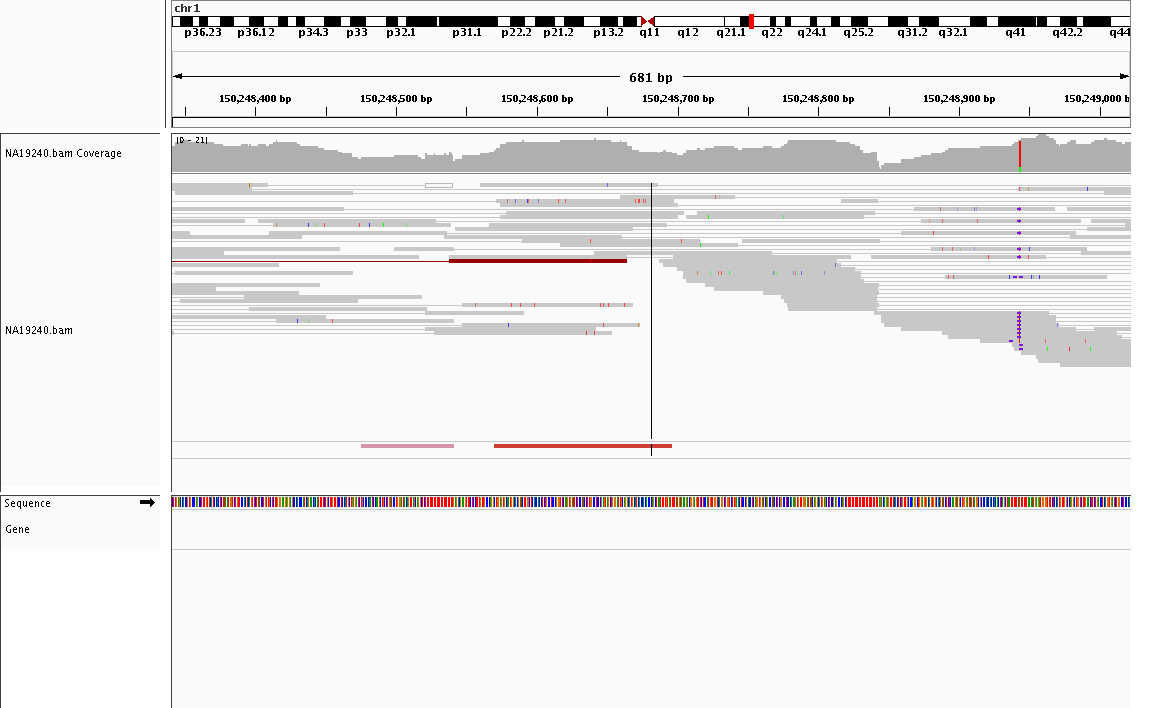 chr1
p36.23 p36.12 p34.3 p33 p32.1 p31.1 p22.2 p21.2 p13.2 q11 q12 q21.1 q22 q24.1 q25.2 q31.2 q32.1 q41 q42.2 q44
681 bp
150,248,400 bp 150,248,500 bp 150,248,600 bp 150,248,700 bp 150,248,800 bp 150,248,900 bp 150,249,000 b
[0 - 21]
NA19240.bam Coverage
NA19240.bam
Sequence
Gene